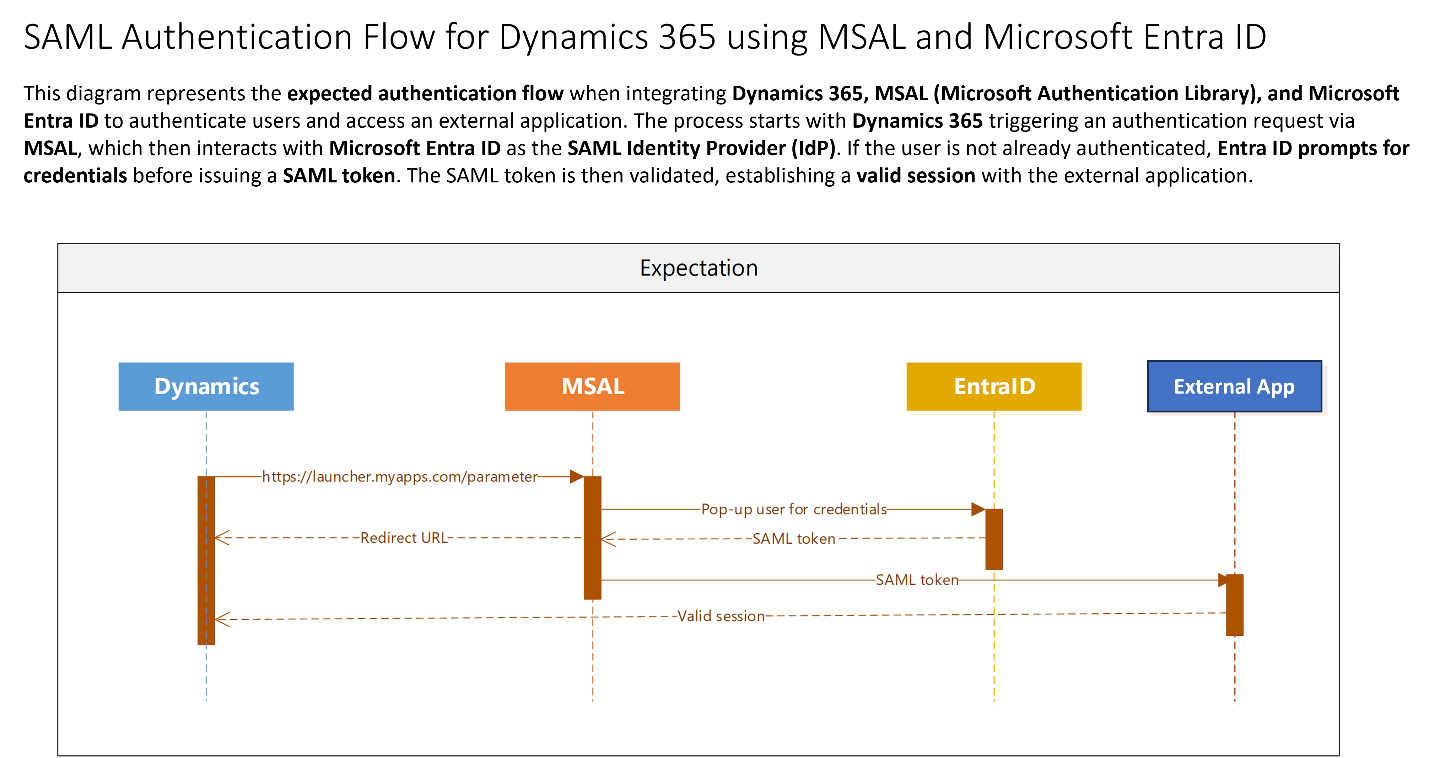 SAML Authentication Flow for Dynamics 365 using MSAL and Microsoft Entra ID
This diagram represents the expected authentication flow when integrating Dynamics 365, MSAL (Microsoft Authentication Library), and Microsoft
Entra ID to authenticate users and access an external application. The process starts with Dynamics 365 triggering an authentication request via
MSAL, which then interacts with Microsoft Entra ID as the SAML Identity Provider (IdP). If the user is not already authenticated, Entra ID prompts for
credentials before issuing a SAML token. The SAML token is then validated, establishing a valid session with the external application.
Expectation
Dynamics
MSAL
EntraID
External App
https://launcher.myapps.com/parameter
Pop-up user for credentials
Redirect URL
SAML token
SAML token
Valid session